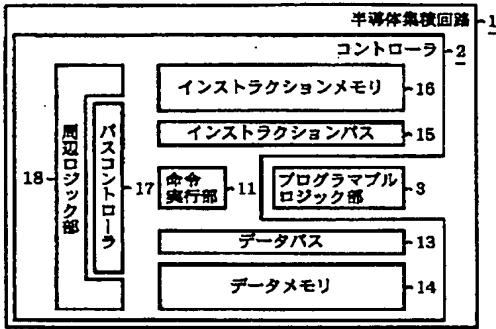 半導体集積回路 1
コントローラ 2
インストラクションメモリ 16
インストラクションバス 15
周辺ロジック部 18
バスコントローラ 17
命令
実行部 11
プログラマブル
ロジック部 3
データバス 13
データメモリ 14